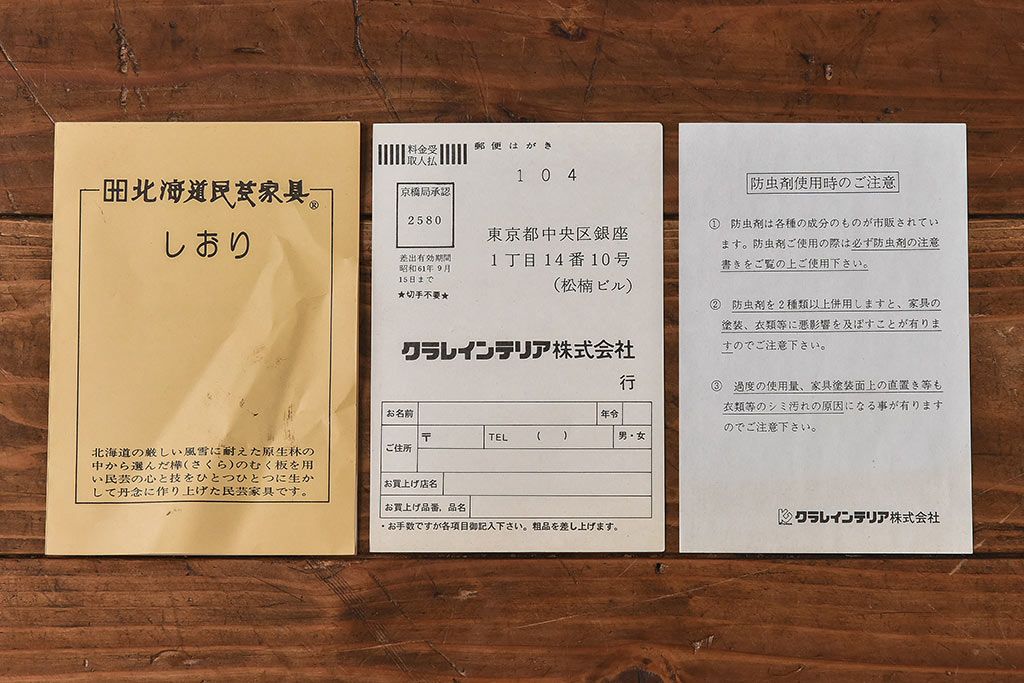 北海道民芸家具®
しおり
北海道の厳しい風雪に耐えた原生林の
中から選んだ樺(さくら)のむく板を用
い民芸の心と技をひとつひとつに生か
して丹念に作り上げた民芸家具です。
料金受
取人払
郵便はがき
104
京橋局承認
2580
差出有効期間
昭和61年9月
15日まで
★切手不要★
東京都中央区銀座
1丁目14番10号
(松楠ビル)
クラレインテリア株式会社
行
お名前
年令
ご住所
〒
TEL ( )
男・女
お買上げ店名
お買上げ品番、品名
・お手数ですが各項目御記入下さい。粗品を差し上げます。
防虫剤使用時のご注意
① 防虫剤は各種の成分のものが市販されてい
ます。防虫剤ご使用の際は必ず防虫剤の注意
書きをご覧の上ご使用下さい。
② 防虫剤を2種類以上併用しますと、家具の
塗装、衣類等に悪影響を及ぼすことが有りま
すのでご注意下さい。
③ 過度の使用量、家具塗装面上の直置き等も
衣類等のシミ汚れの原因になる事が有ります
のでご注意下さい。
クラレインテリア株式会社